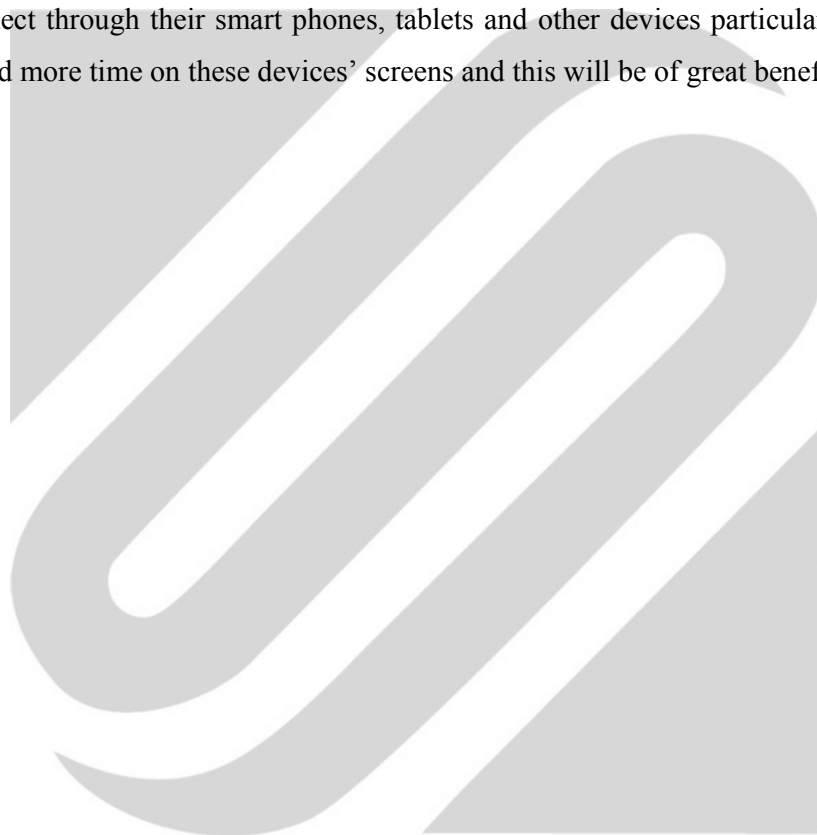 ect through their smart phones, tablets and other devices particular
d more time on these devices’ screens and this will be of great benef